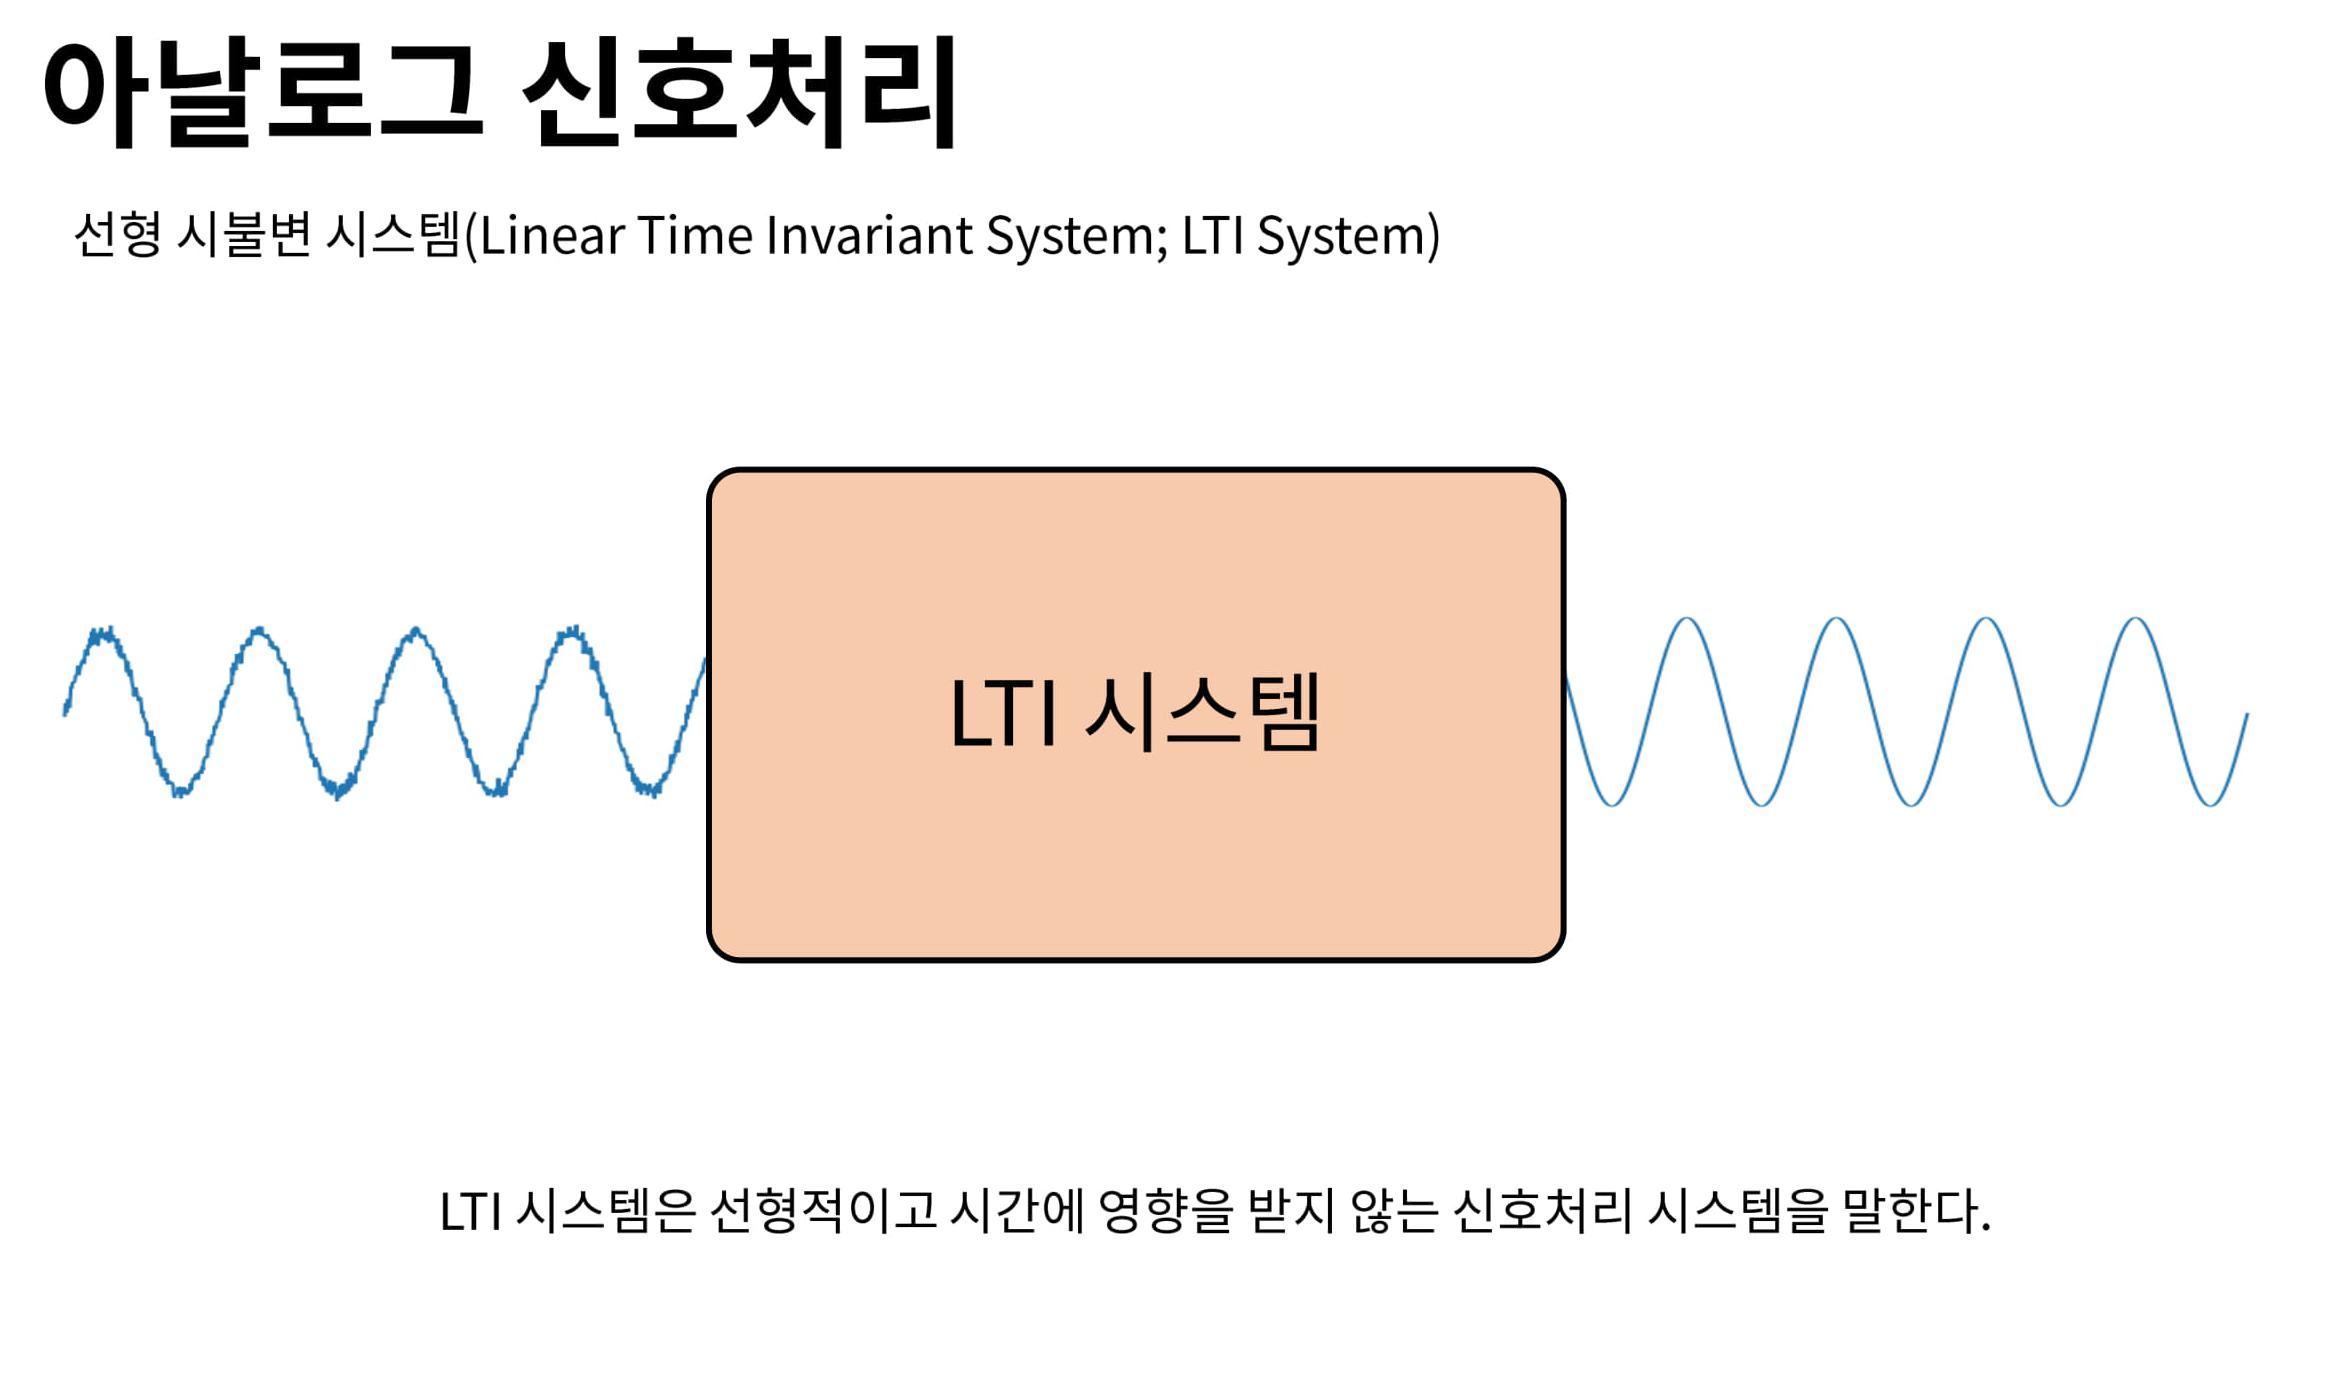 아날로그 신호처리
선형 시불변 시스템(Linear Time Invariant System; LTI System)
LTI 시스템
LTI 시스템은 선형적이고 시간에 영향을 받지 않는 신호처리 시스템을 말한다.